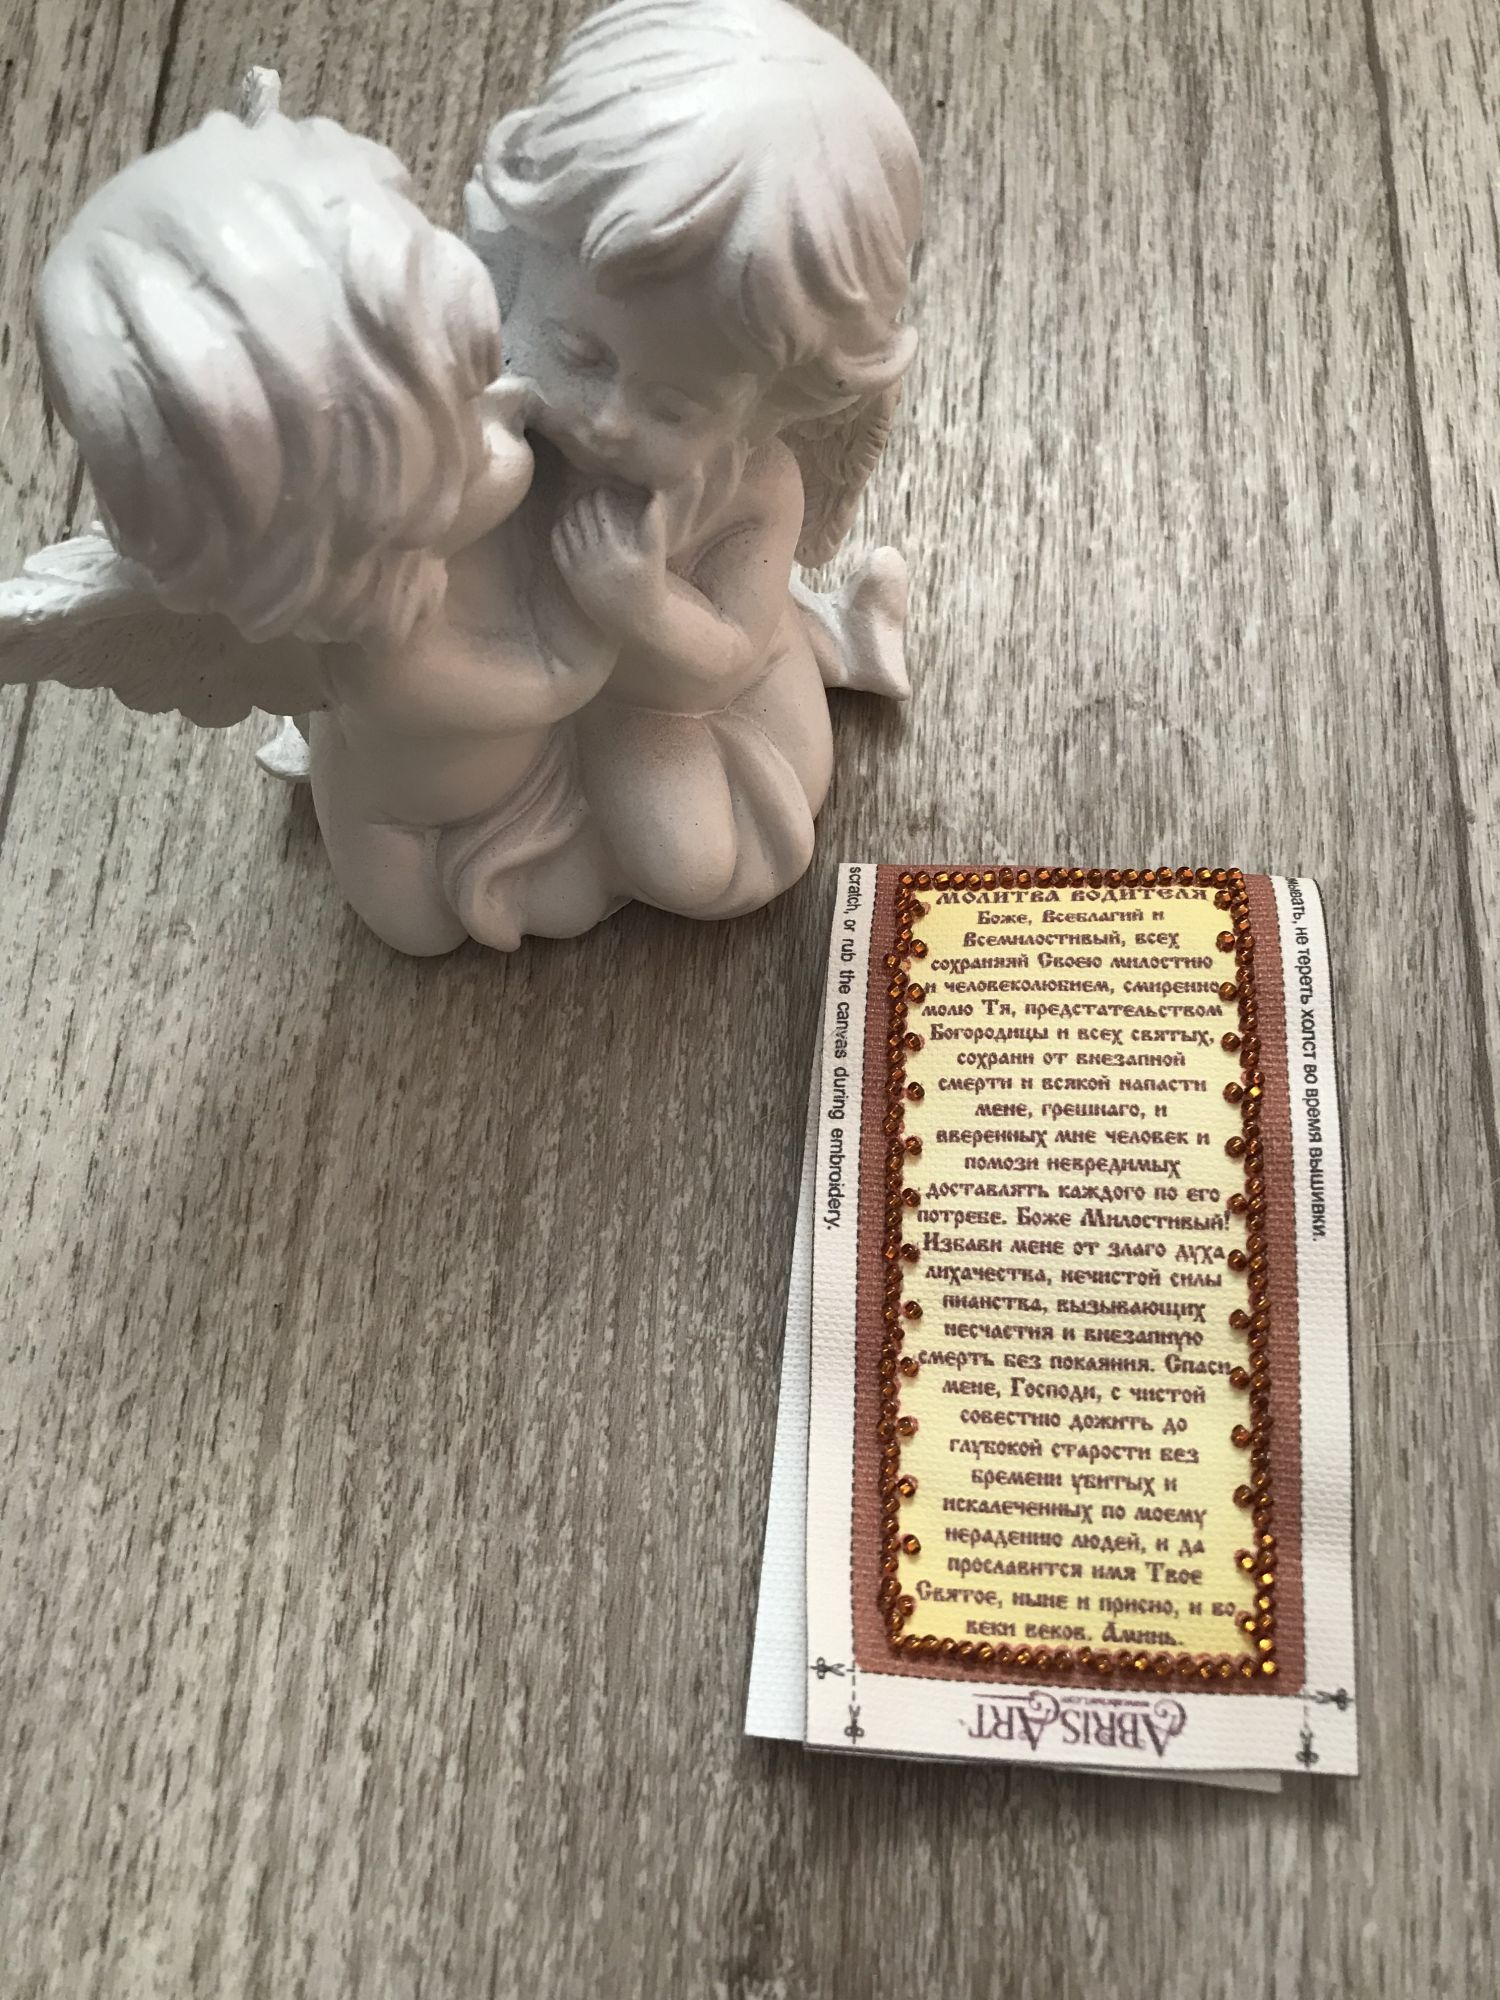 МОЛИТВА ВОДИТЕЛЯ
Боже, Всеблагий и
Всемилостивый, всех
сохраняяй Своею милостию
и человеколюбием, смиренно
молю Тя, предстательством
Богородицы и всех святых,
сохрани от внезапной
смерти и всякой напасти
мене, грешнаго, и
вверенных мне человек и
помози невредимых
доставлять каждого по его
потребе. Боже Милостивый!
Избави мене от злаго духа
лихачества, нечистой силы
пианства, вызывающих
несчастия и внезапную
смерть без покаяния. Спаси
мене, Господи, с чистой
совестию дожить до
глубокой старости без
бремени убитых и
искалеченных по моему
нерадению людей, и да
прославится имя Твое
Святое, ныне и присно, и во
веки веков. Аминь.
scratch, or rub the canvas during embroidery.
не тереть холст во время вышивки.
ABRIS ART